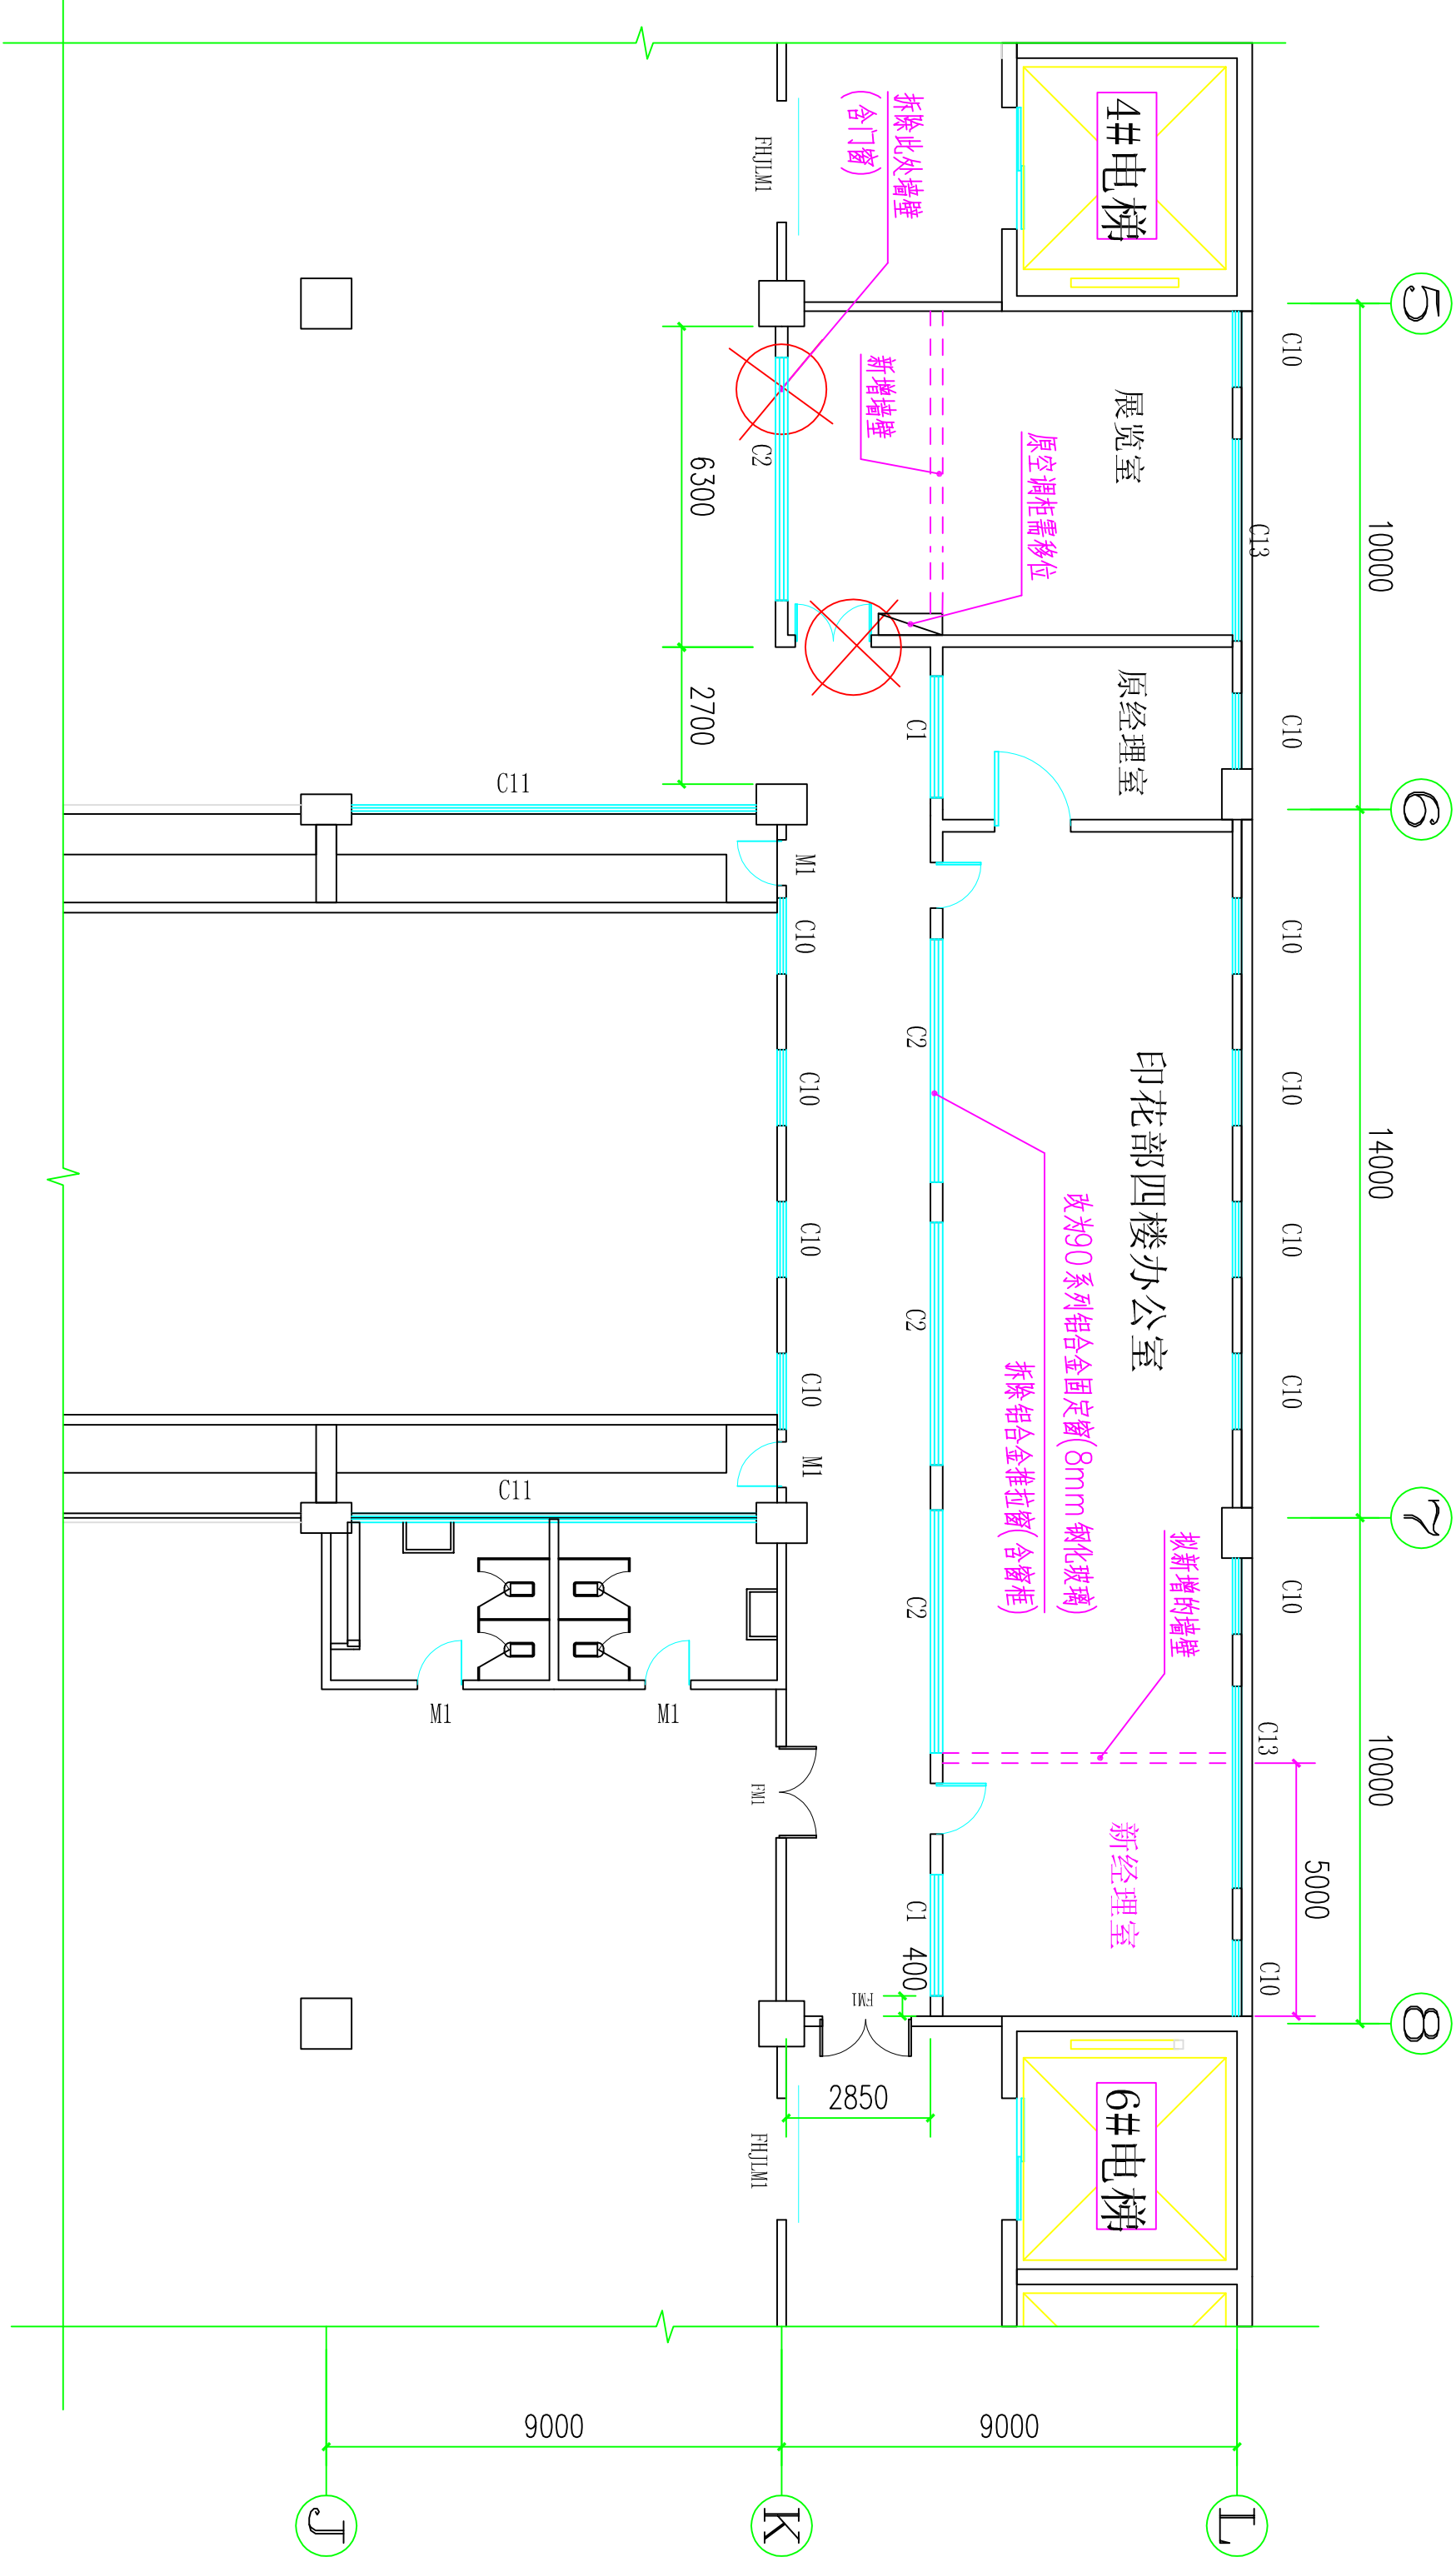 5
10000
6
14000
7
10000
8
5000
C10
C13
C10
C10
C10
C10
C10
C10
C13
C10
4#电梯
展览室
原经理室
印花部四楼办公室
新经理室
6#电梯
拟新增的墙壁
改为90系列铝合金固定窗(8mm钢化玻璃)
拆除铝合金推拉窗(含窗框)
原空调柜需移位
拆除此处墙壁
(含门窗)
新增墙壁
C1
C2
C2
C2
C1
400
FM1
2850
FHJLM1
C2
M1
C10
C10
C10
C10
M1
FM1
FHJLM1
6300
2700
C11
C11
M1
M1
9000
9000
L
K
J